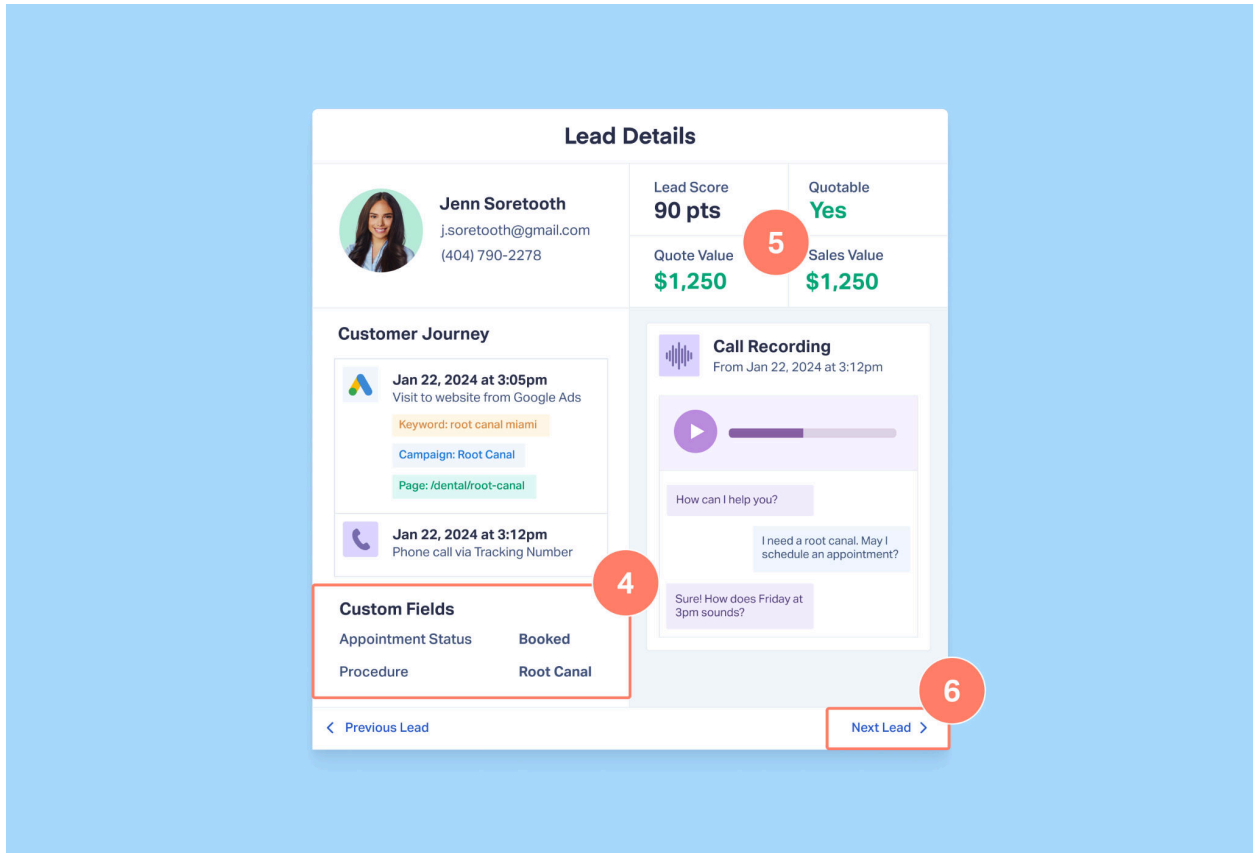 Lead Details
Jenn Soretooth
j.soretooth@gmail.com
(404) 790-2278
Lead Score
90 pts
Quotable
Yes
5
Quote Value
$1,250
Sales Value
$1,250
Customer Journey
Jan 22, 2024 at 3:05pm
Visit to website from Google Ads
Keyword: root canal miami
Campaign: Root Canal
Page: /dental/root-canal
Jan 22, 2024 at 3:12pm
Phone call via Tracking Number
4
Custom Fields
Appointment Status
Booked
Procedure
Root Canal
Call Recording
From Jan 22, 2024 at 3:12pm
How can I help you?
I need a root canal. May I
schedule an appointment?
Sure! How does Friday at
3pm sounds?
6
Previous Lead
Next Lead